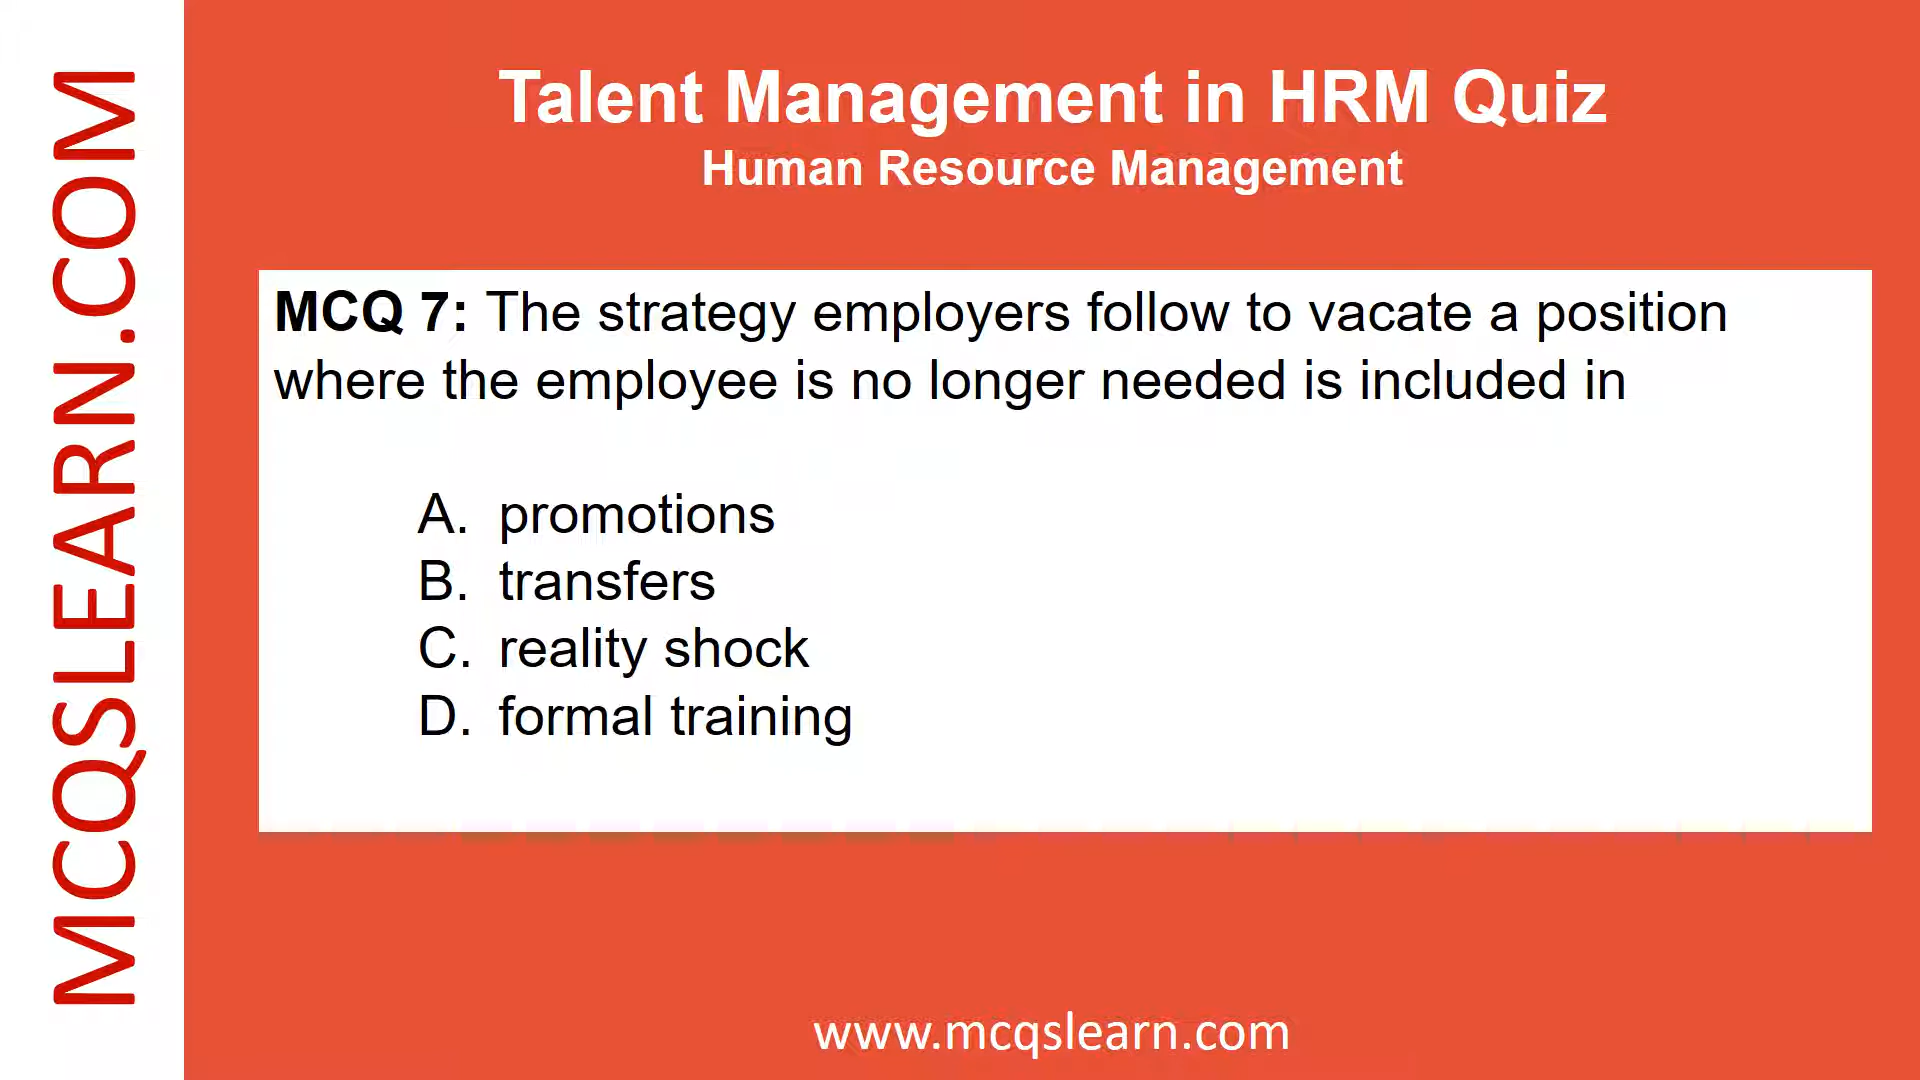 MCQSLEARN.COM
Talent Management in HRM Quiz
Human Resource Management
MCQ 7: The strategy employers follow to vacate a position
where the employee is no longer needed is included in
A. promotions
B. transfers
C. reality shock
D. formal training
www.mcqslearn.com